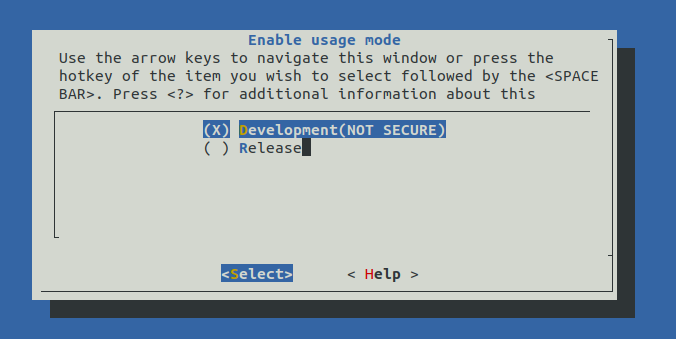 Enable usage mode
Use the arrow keys to navigate this window or press the
hotkey of the item you wish to select followed by the <SPACE
BAR>. Press <?> for additional information about this
(X) Development(NOT SECURE)
( ) Release
<Select> < Help >